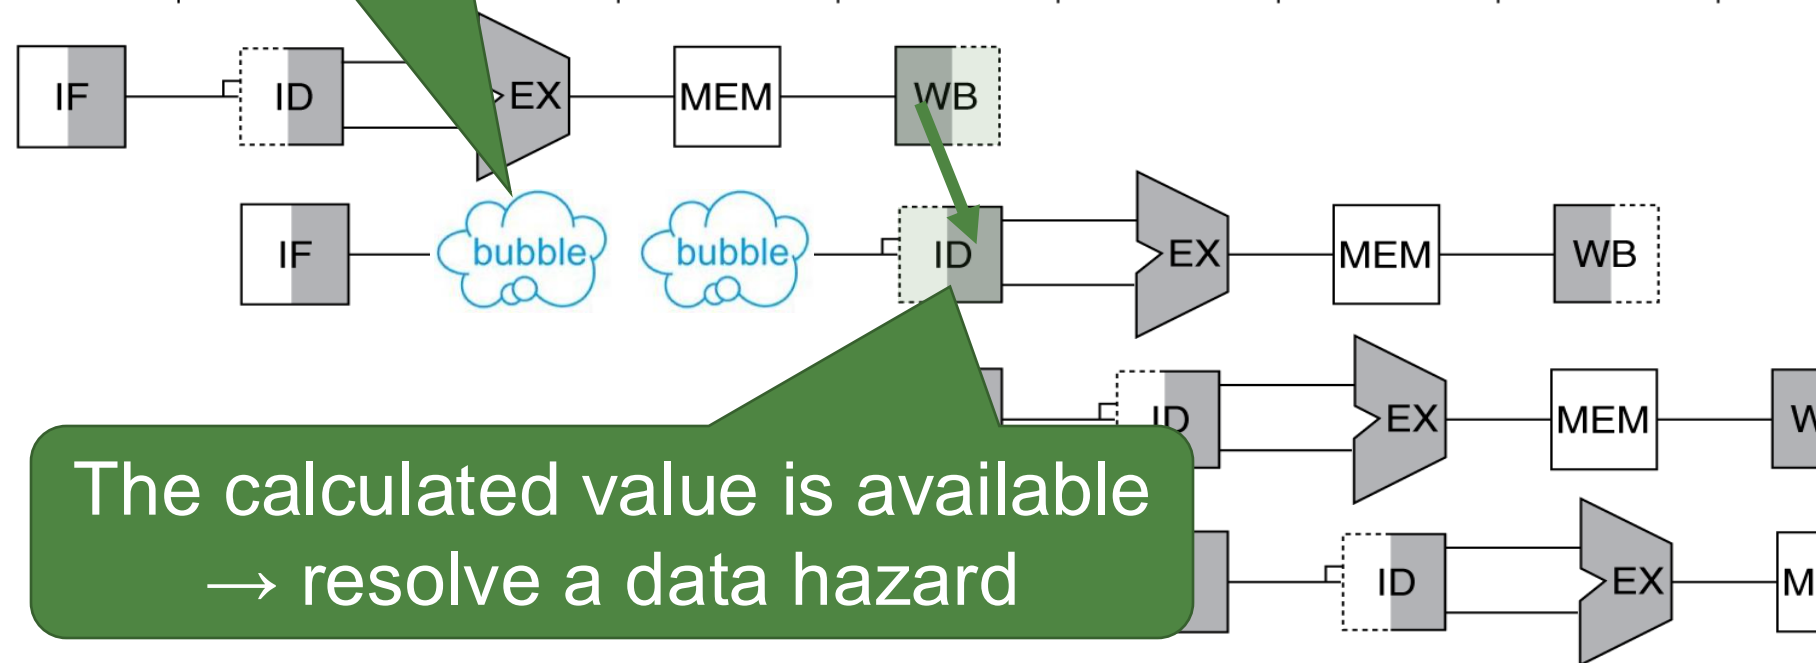 IF ID EX MEM WB
IF bubble bubble ID EX MEM WB
ID EX MEM W
The calculated value is available
→ resolve a data hazard
ID EX M